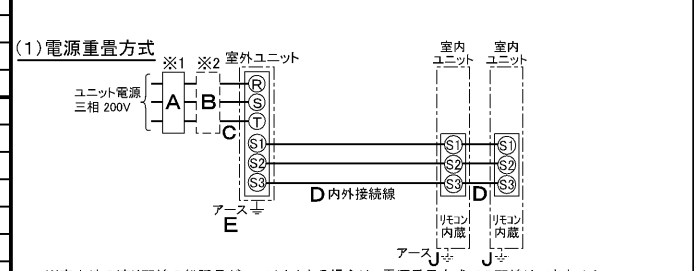 (1)電源重畳方式
※1
※2
室外ユニット
室内
ユニット
室内
ユニット
ユニット電源
三相 200V
A
B
C
R
S
T
S1
S2
S3
S1
S2
S3
S1
S2
S3
D 内外接続線
D
アース
E
リモコン
内蔵
リモコン
内蔵
アース J
J